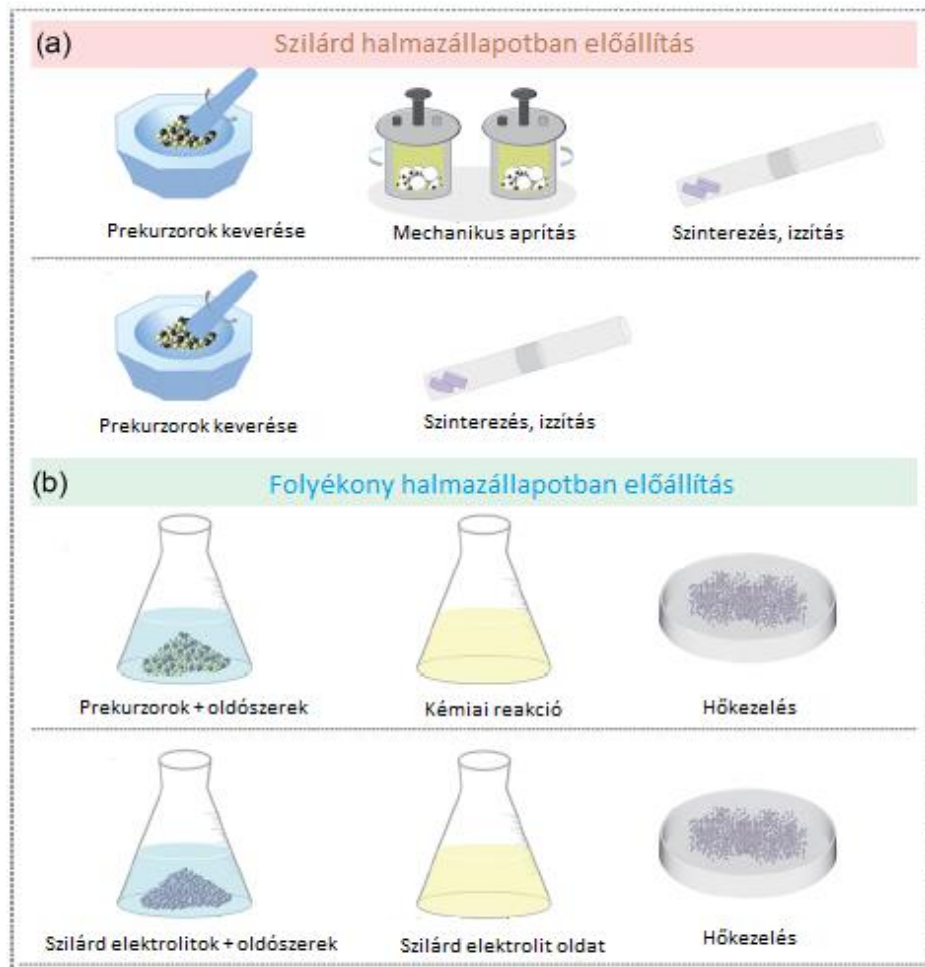 (a) Szilárd halmazállapotban előállítás
Prekurzorok keverése
Mechanikus aprítás
Szinterezés, izzítás
Prekurzorok keverése
Szinterezés, izzítás
(b) Folyékony halmazállapotban előállítás
Prekurzorok + oldószerek
Kémiai reakció
Hőkezelés
Szilárd elektrolitok + oldószerek
Szilárd elektrolit oldat
Hőkezelés